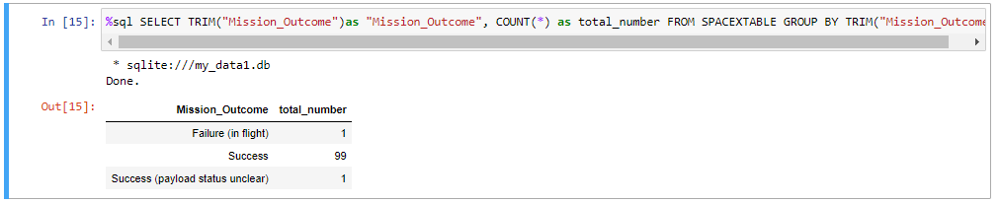 In [15]: %sql SELECT TRIM("Mission_Outcome")as "Mission_Outcome", COUNT(*) as total_number FROM SPACEXTABLE GROUP BY TRIM("Mission_Outcome
* sqlite:///my_data1.db
Done.
Out[15]:
Mission_Outcome total_number
Failure (in flight) 1
Success 99
Success (payload status unclear) 1